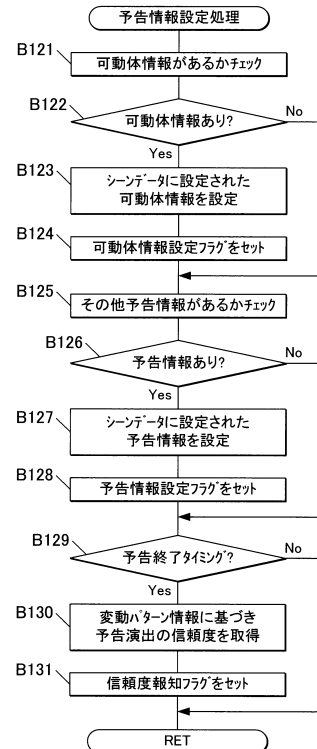 予告情報設定処理
B121
可動体情報があるかチェック
B122
可動体情報あり?
No
Yes
B123
シーンデータに設定された
可動体情報を設定
B124
可動体情報設定フラグをセット
B125
その他予告情報があるかチェック
B126
予告情報あり?
No
Yes
B127
シーンデータに設定された
予告情報を設定
B128
予告情報設定フラグをセット
B129
予告終了タイミング?
No
Yes
B130
変動パターン情報に基づき
予告演出の信頼度を取得
B131
信頼度報知フラグをセット
RET